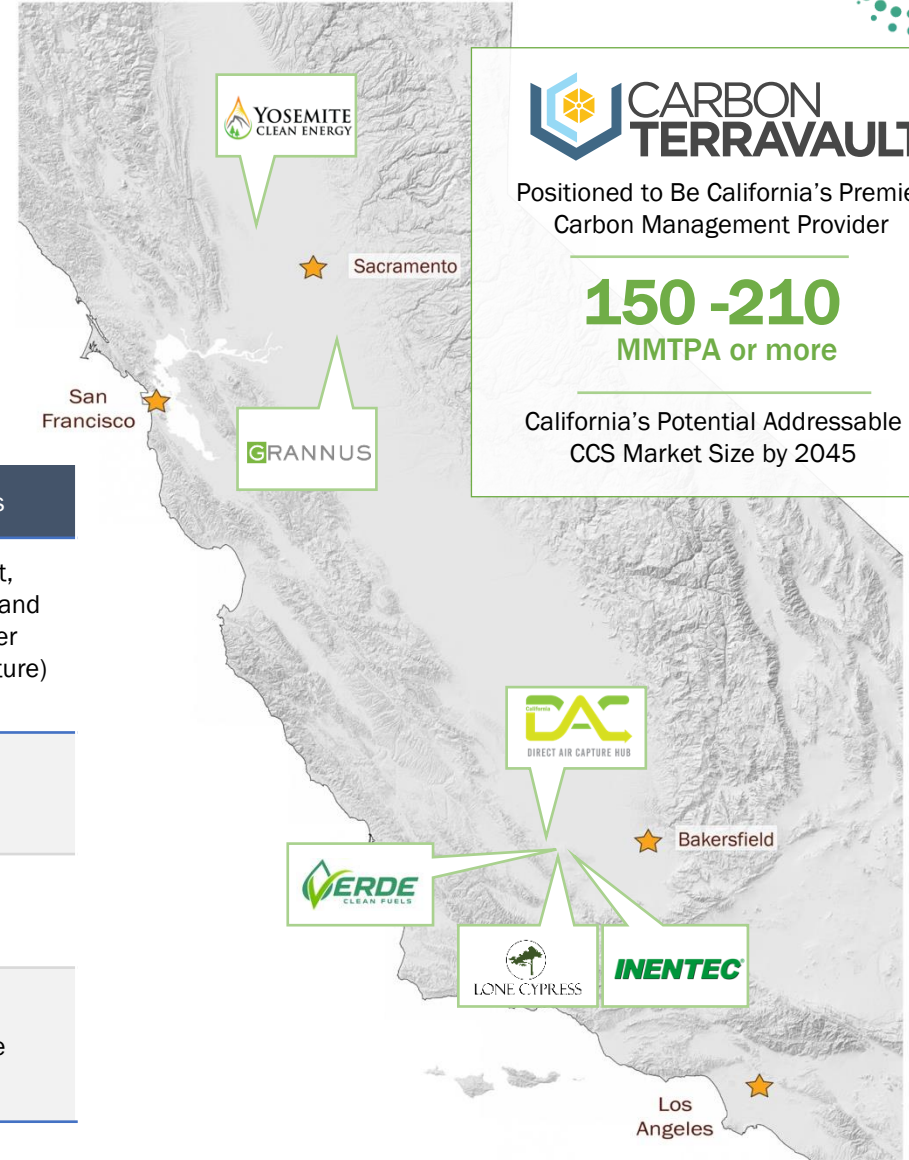 YOSEMITE
CLEAN ENERGY
CARBON
TERRAVAULT
Positioned to Be California's Premie
Carbon Management Provider
150 -210
MMTPA or more
California's Potential Addressable
CCS Market Size by 2045
Sacramento
San
Francisco
GRANNUS
s
t,
and
er
ture)
California
DAC
DIRECT AIR CAPTURE HUB
Bakersfield
VERDE
CLEAN FUELS
LONE CYPRESS
INENTEC
e
Los
Angeles